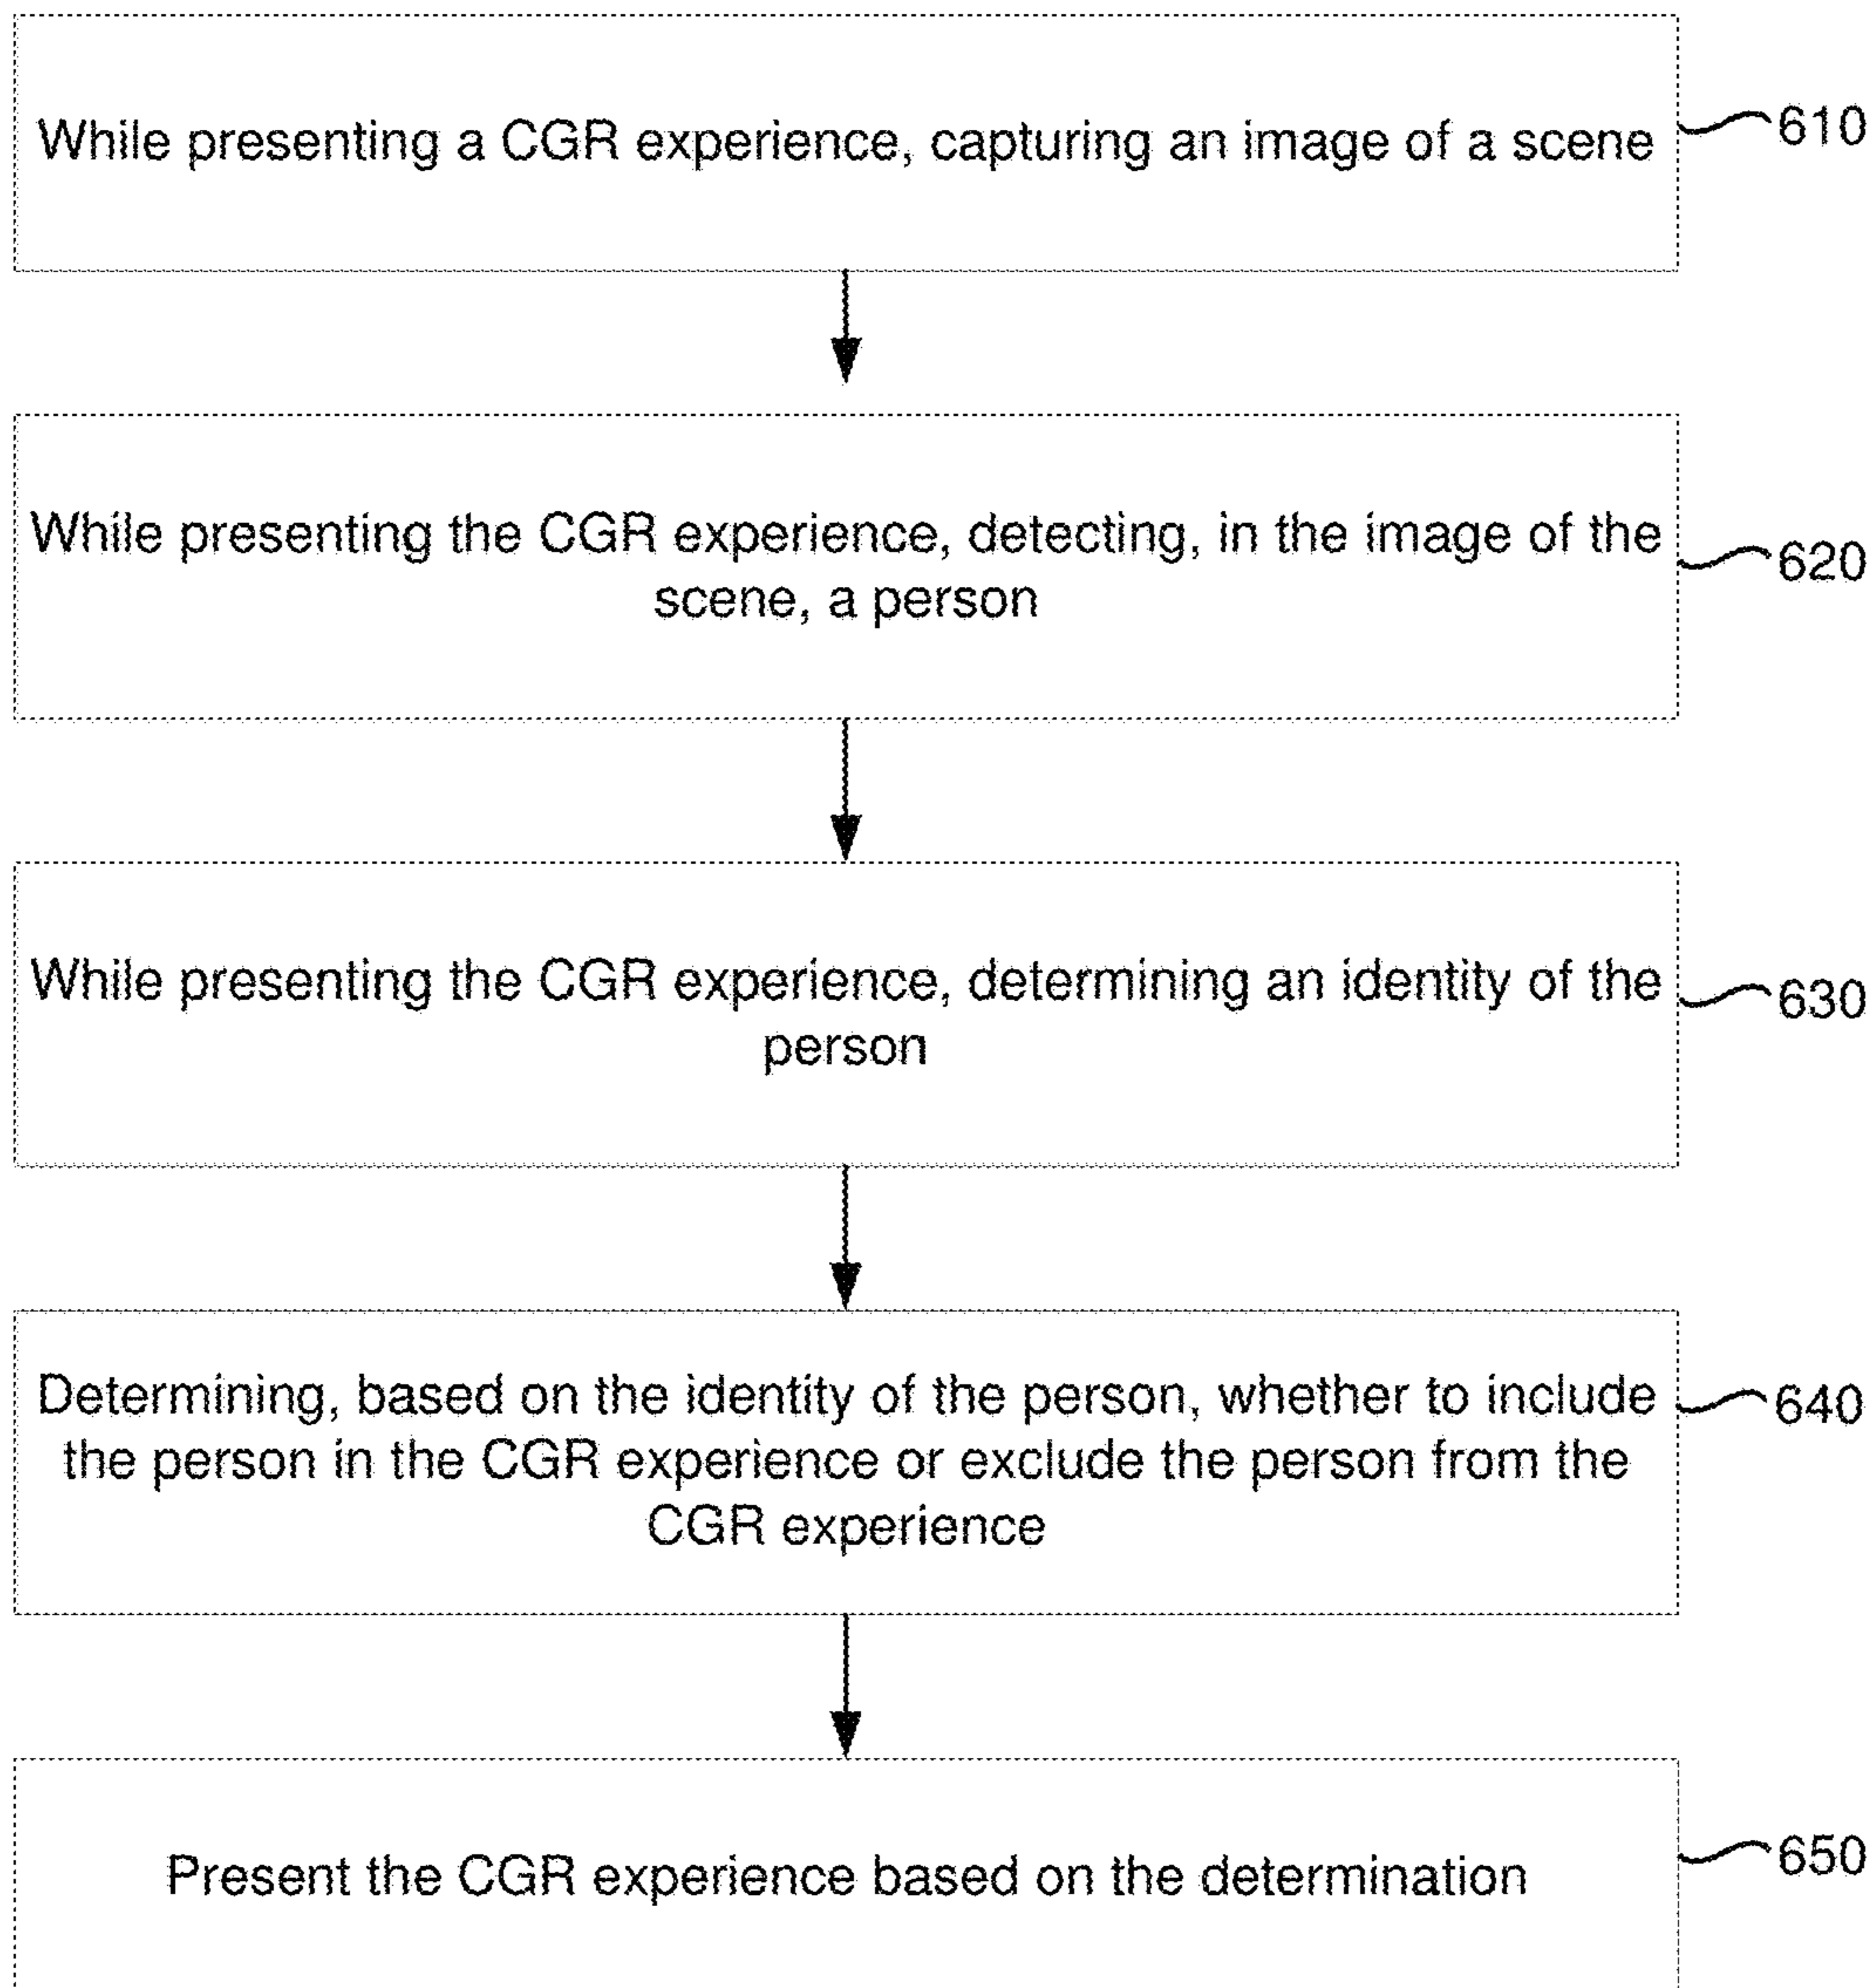 While presenting a CGR experience, capturing an image of a scene
610
While presenting the CGR experience, detecting, in the image of the
scene, a person
620
While presenting the CGR experience, determining an identity of the
person
630
Determining, based on the identity of the person, whether to include
the person in the CGR experience or exclude the person from the
CGR experience
640
Present the CGR experience based on the determination
650